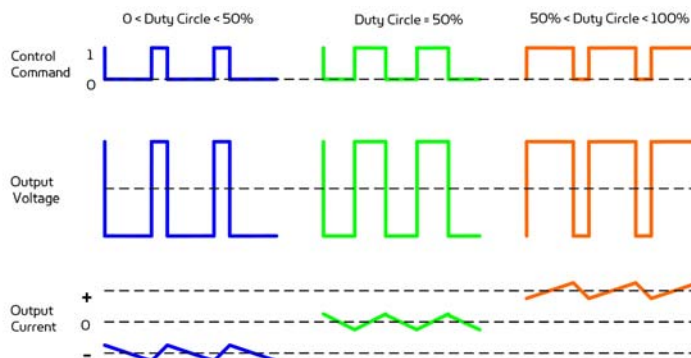 0 < Duty Circle < 50%
Duty Circle = 50%
50% < Duty Circle < 100%
Control
Command
1
0
Output
Voltage
Output
Current
+
0
-